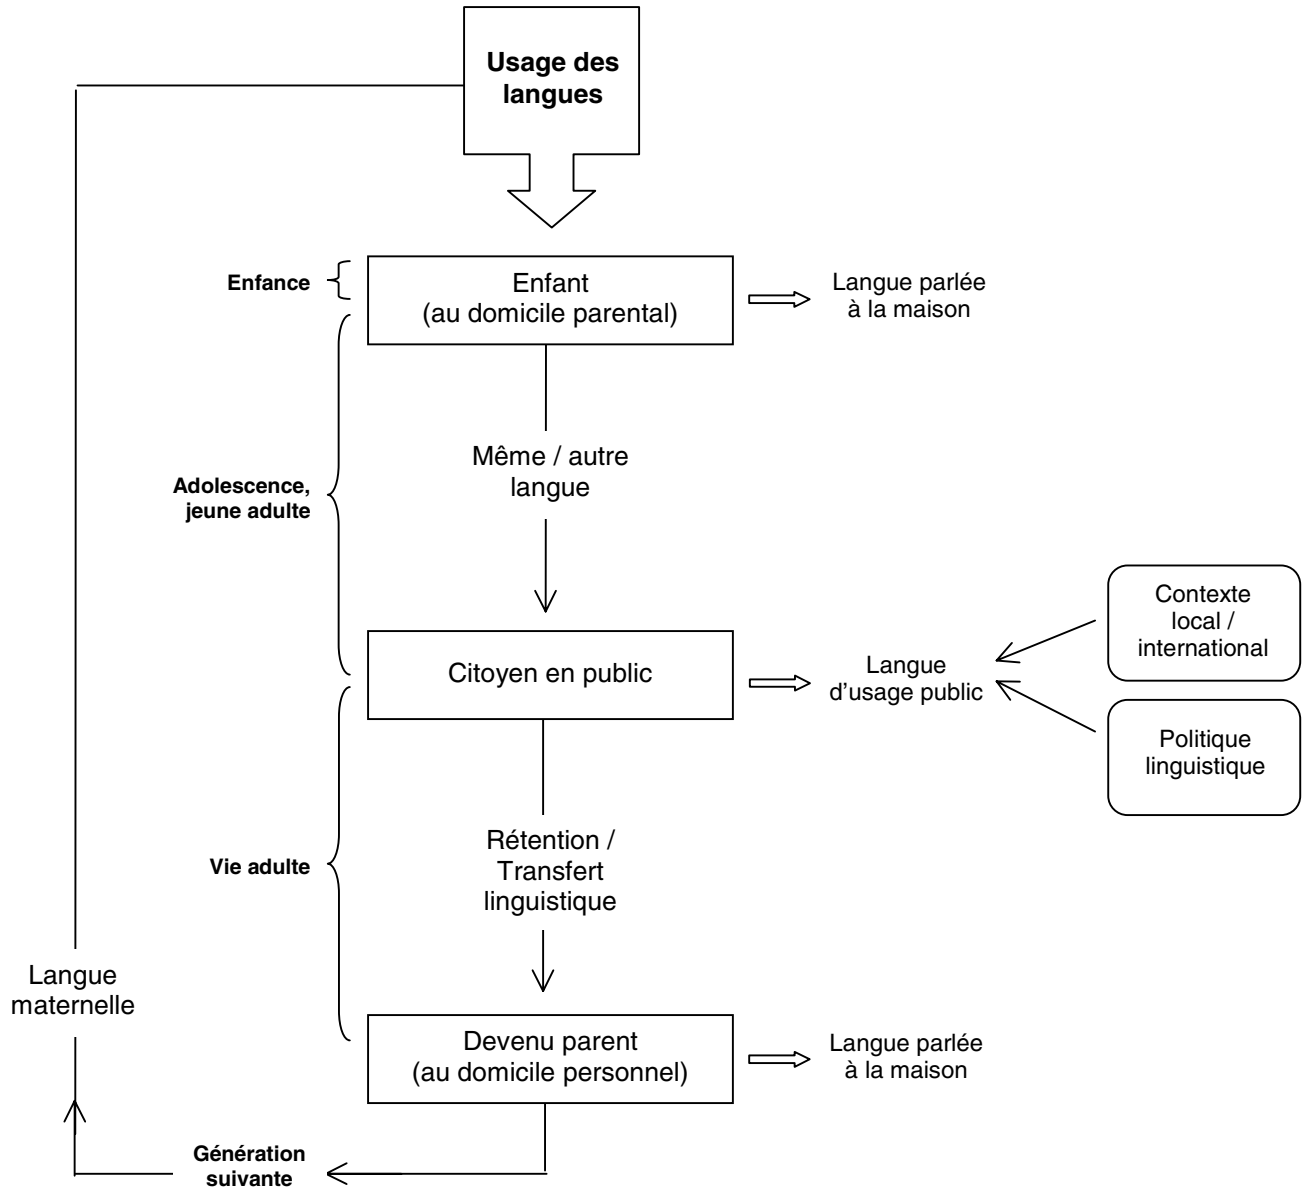 Usage des
langues
Enfance
Enfant
(au domicile parental)
Langue parlée
à la maison
Même / autre
langue
Adolescence,
jeune adulte
Contexte
local /
international
Citoyen en public
Langue
d’usage public
Politique
linguistique
Rétention /
Transfert
linguistique
Vie adulte
Langue
maternelle
Devenu parent
(au domicile personnel)
Langue parlée
à la maison
Génération
suivante